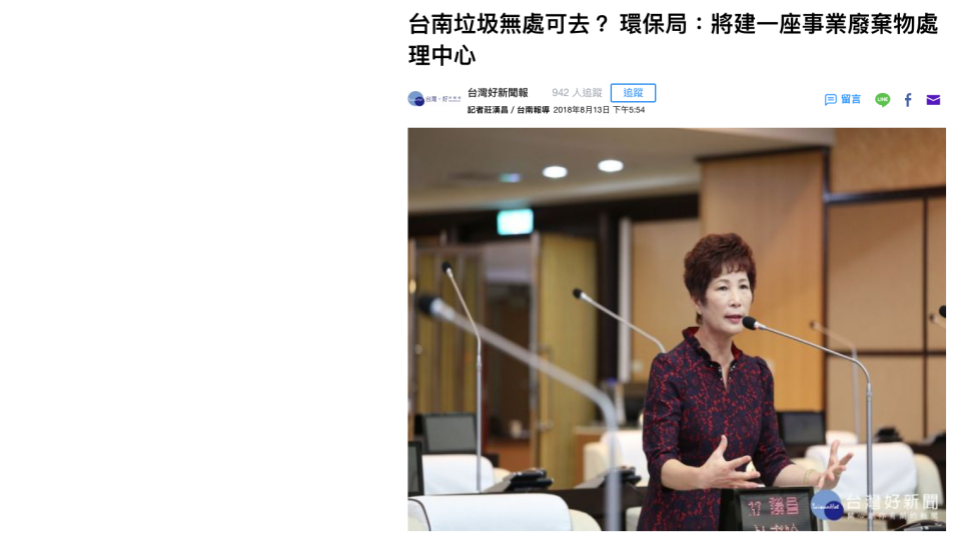 台南垃圾無處可去？ 環保局：將建一座事業廢棄物處
理中心
台灣好新聞報 942 人追蹤 追蹤
留言
記者莊漢昌 / 台南報導 2018年8月13日 下午5:54
台灣好新聞